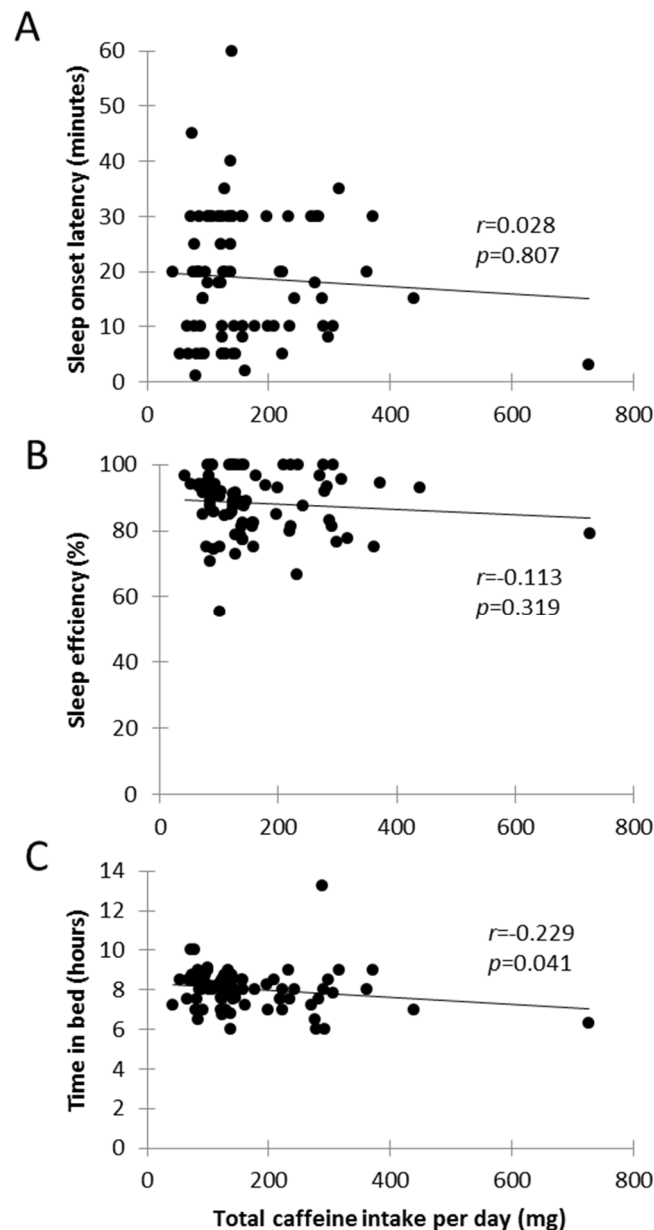 A
Sleep onset latency (minutes)
60
50
40
30
20
10
0
r=0.028
p=0.807
0 200 400 600 800
B
Sleep effciency (%)
100
80
60
40
20
0
r=-0.113
p=0.319
0 200 400 600 800
C
Time in bed (hours)
14
12
10
8
6
4
2
0
r=-0.229
p=0.041
0 200 400 600 800
Total caffeine intake per day (mg)